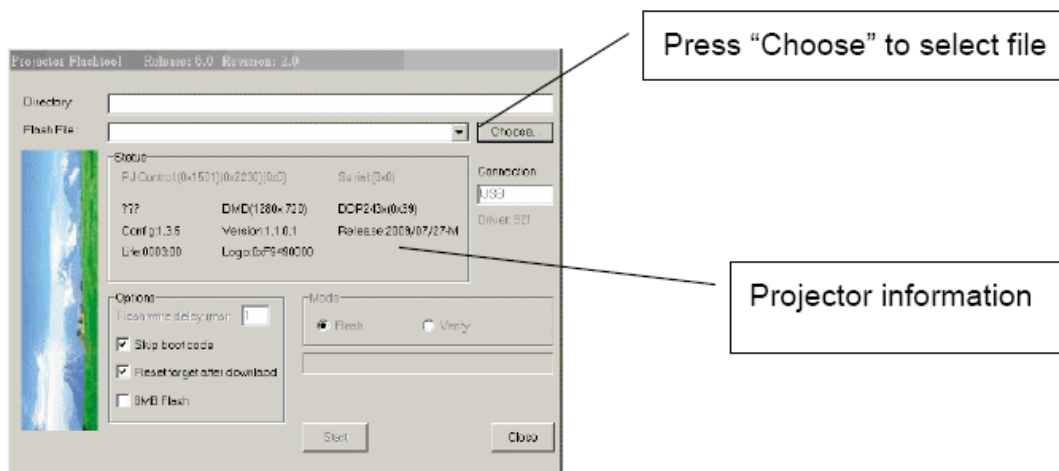 Press “Choose” to select file
Projector Flashtool Release: 6.0 Revision: 2.0
Directory:
Flash File:
Choose...
Status
PJ Control:(0x1501)(0x2230)(0x0) Serial:(0x0)
??? DMD(1280x720) DDP243x(0x39)
Config:1.3.5 Version:1.1.0.1 Release:2009/07/27-M
Life:0003:00 Logo:0xF9490000
Connection
USB
Driver: 921
Projector information
Options
Flash write delay (ms): 1
Skip boot code
Reset target after download
8MB Flash
Mode
Flash Verify
Start
Close